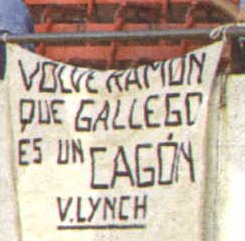 VOLVE RAMON
QUE GALLEGO
ES UN CAGÓN
V.LYNCH